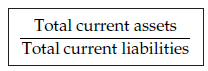 Total current assets
Total current liabilities